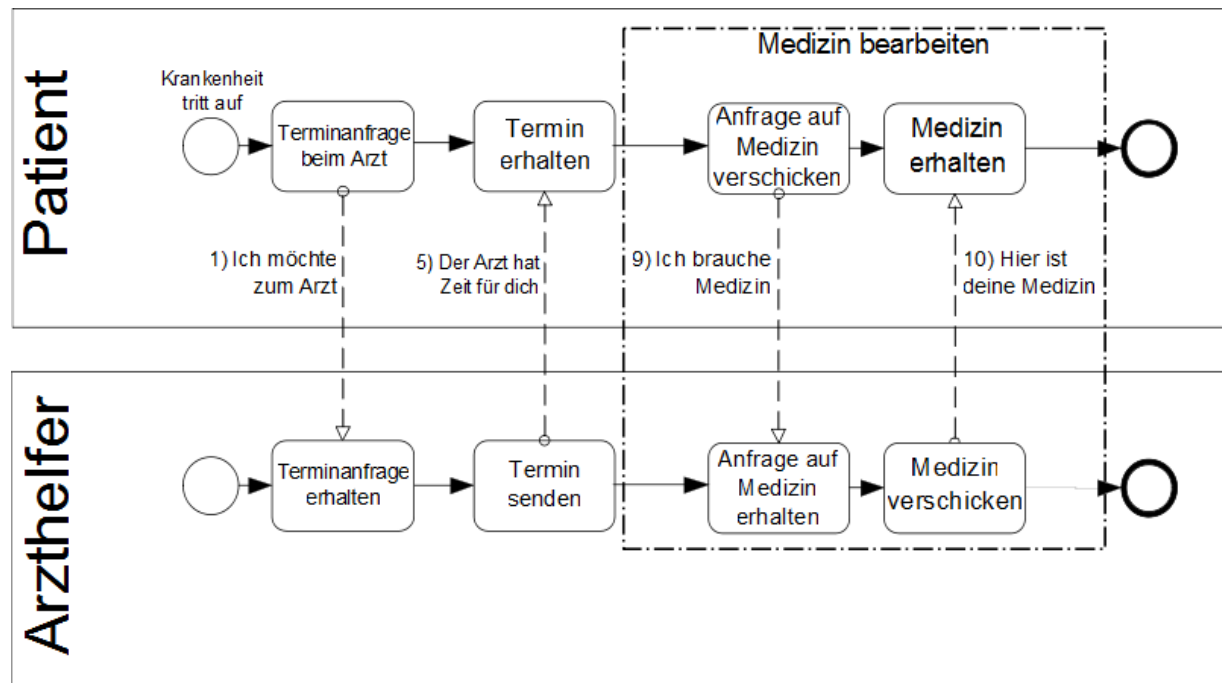 Patient
Krankenheit
tritt auf
Terminanfrage
beim Arzt
Termin
erhalten
Medizin bearbeiten
Anfrage auf
Medizin
verschicken
Medizin
erhalten
1) Ich möchte
zum Arzt
5) Der Arzt hat
Zeit für dich
9) Ich brauche
Medizin
10) Hier ist
deine Medizin
Arzthelfer
Terminanfrage
erhalten
Termin
senden
Anfrage auf
Medizin
erhalten
Medizin
verschicken